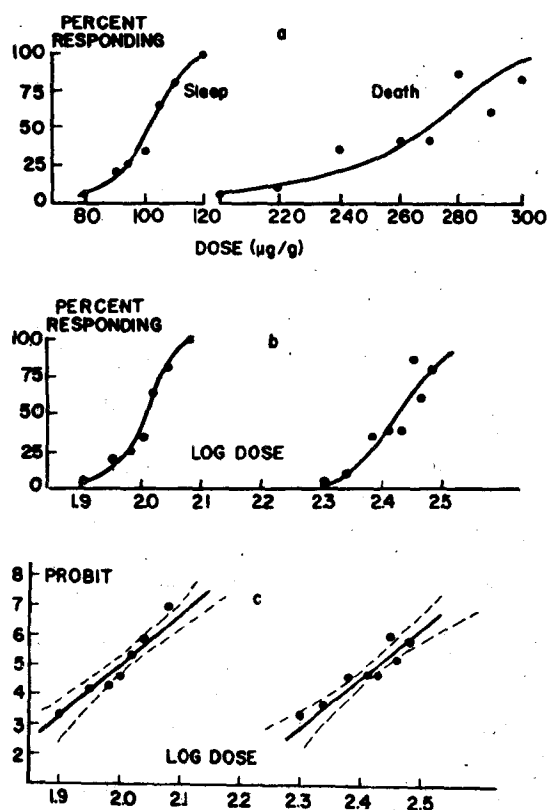 PERCENT
RESPONDING a
100
75 Sleep Death
50
25
0
80 100 120 220 240 260 280 300
DOSE (µg/g)
PERCENT
RESPONDING b
100
75
50
25 LOG DOSE
0
1.9 2.0 2.1 2.2 2.3 2.4 2.5
8 PROBIT c
7
6
5
4
3
2 LOG DOSE
1.9 2.0 2.1 2.2 2.3 2.4 2.5